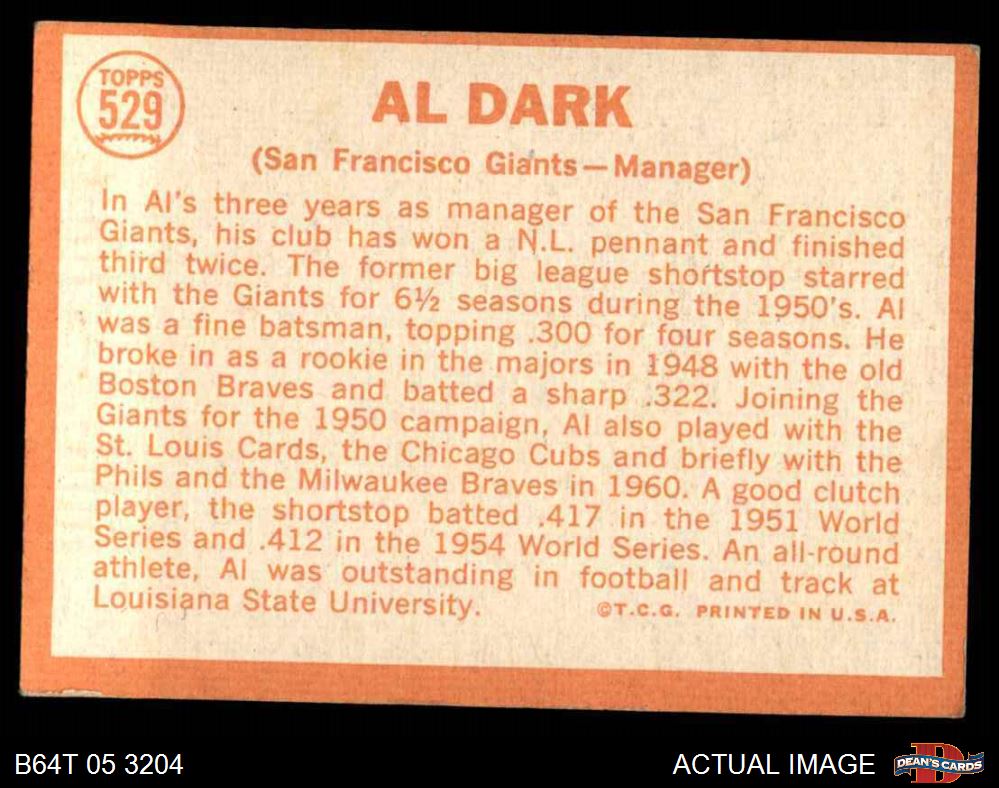 TOPPS
529
AL DARK
(San Francisco Giants—Manager)
In Al's three years as manager of the San Francisco
Giants, his club has won a N.L. pennant and finished
third twice. The former big league shortstop starred
with the Giants for 6½ seasons during the 1950's. Al
was a fine batsman, topping .300 for four seasons. He
broke in as a rookie in the majors in 1948 with the old
Boston Braves and batted a sharp .322. Joining the
Giants for the 1950 campaign, Al also played with the
St. Louis Cards, the Chicago Cubs and briefly with the
Phils and the Milwaukee Braves in 1960. A good clutch
player, the shortstop batted .417 in the 1951 World
Series and .412 in the 1954 World Series. An all-round
athlete, Al was outstanding in football and track at
Louisiana State University. ©T.C.G. PRINTED IN U.S.A.
B64T 05 3204
ACTUAL IMAGE
DEAN'S CARDS